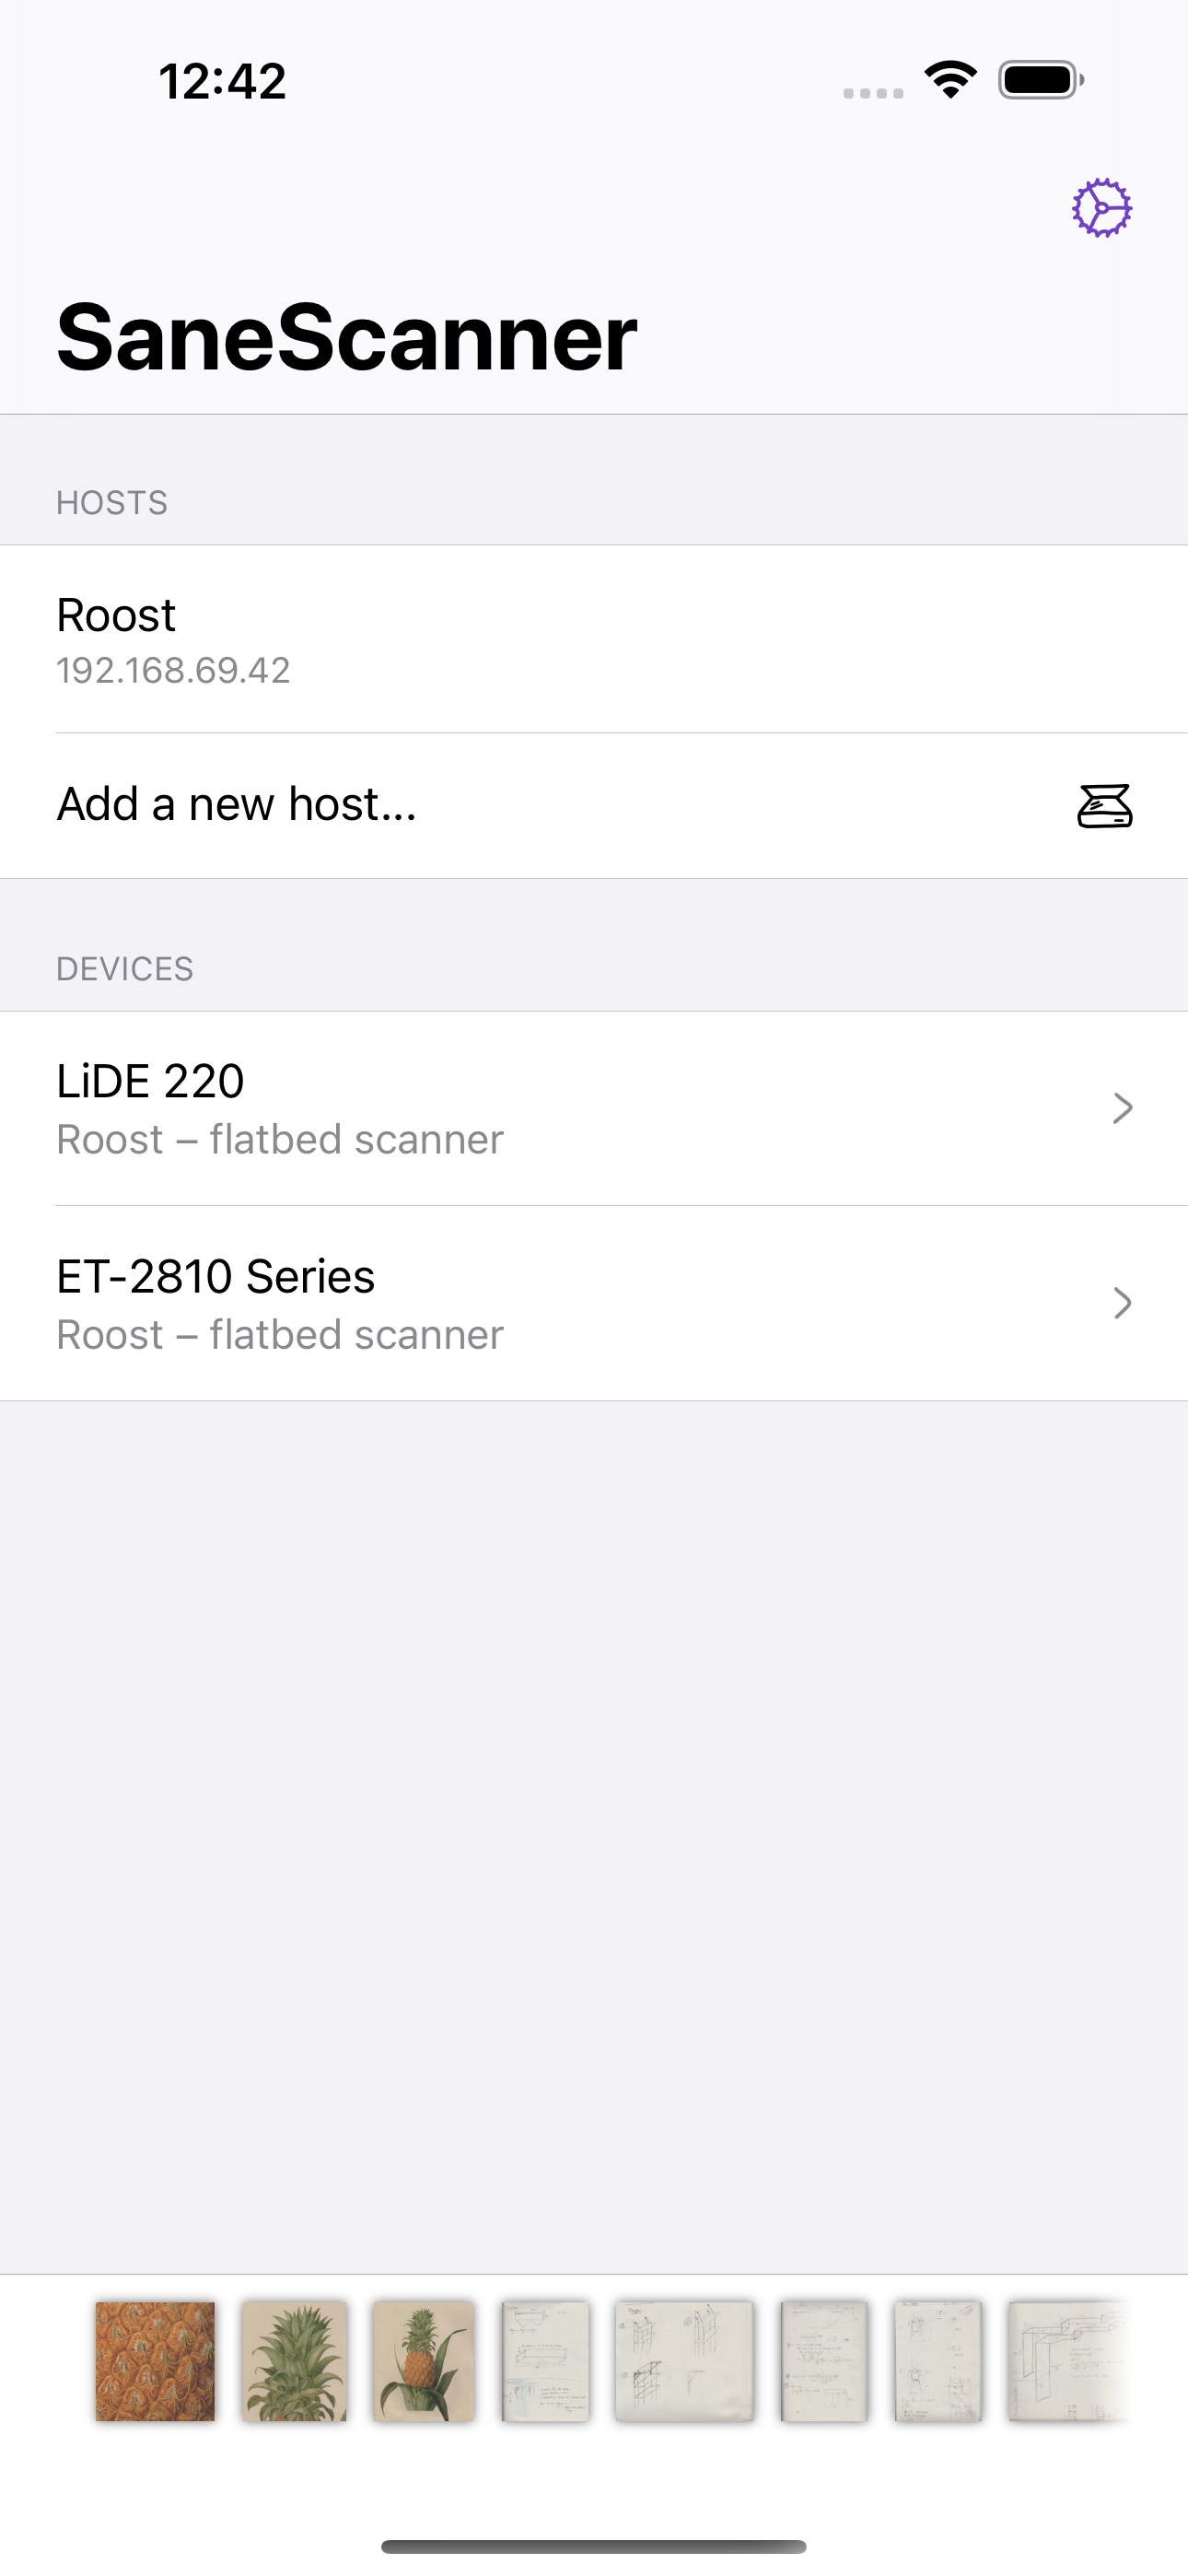 12:42
SaneScanner
HOSTS
Roost
192.168.69.42
Add a new host...
DEVICES
LiDE 220
Roost – flatbed scanner
ET-2810 Series
Roost – flatbed scanner